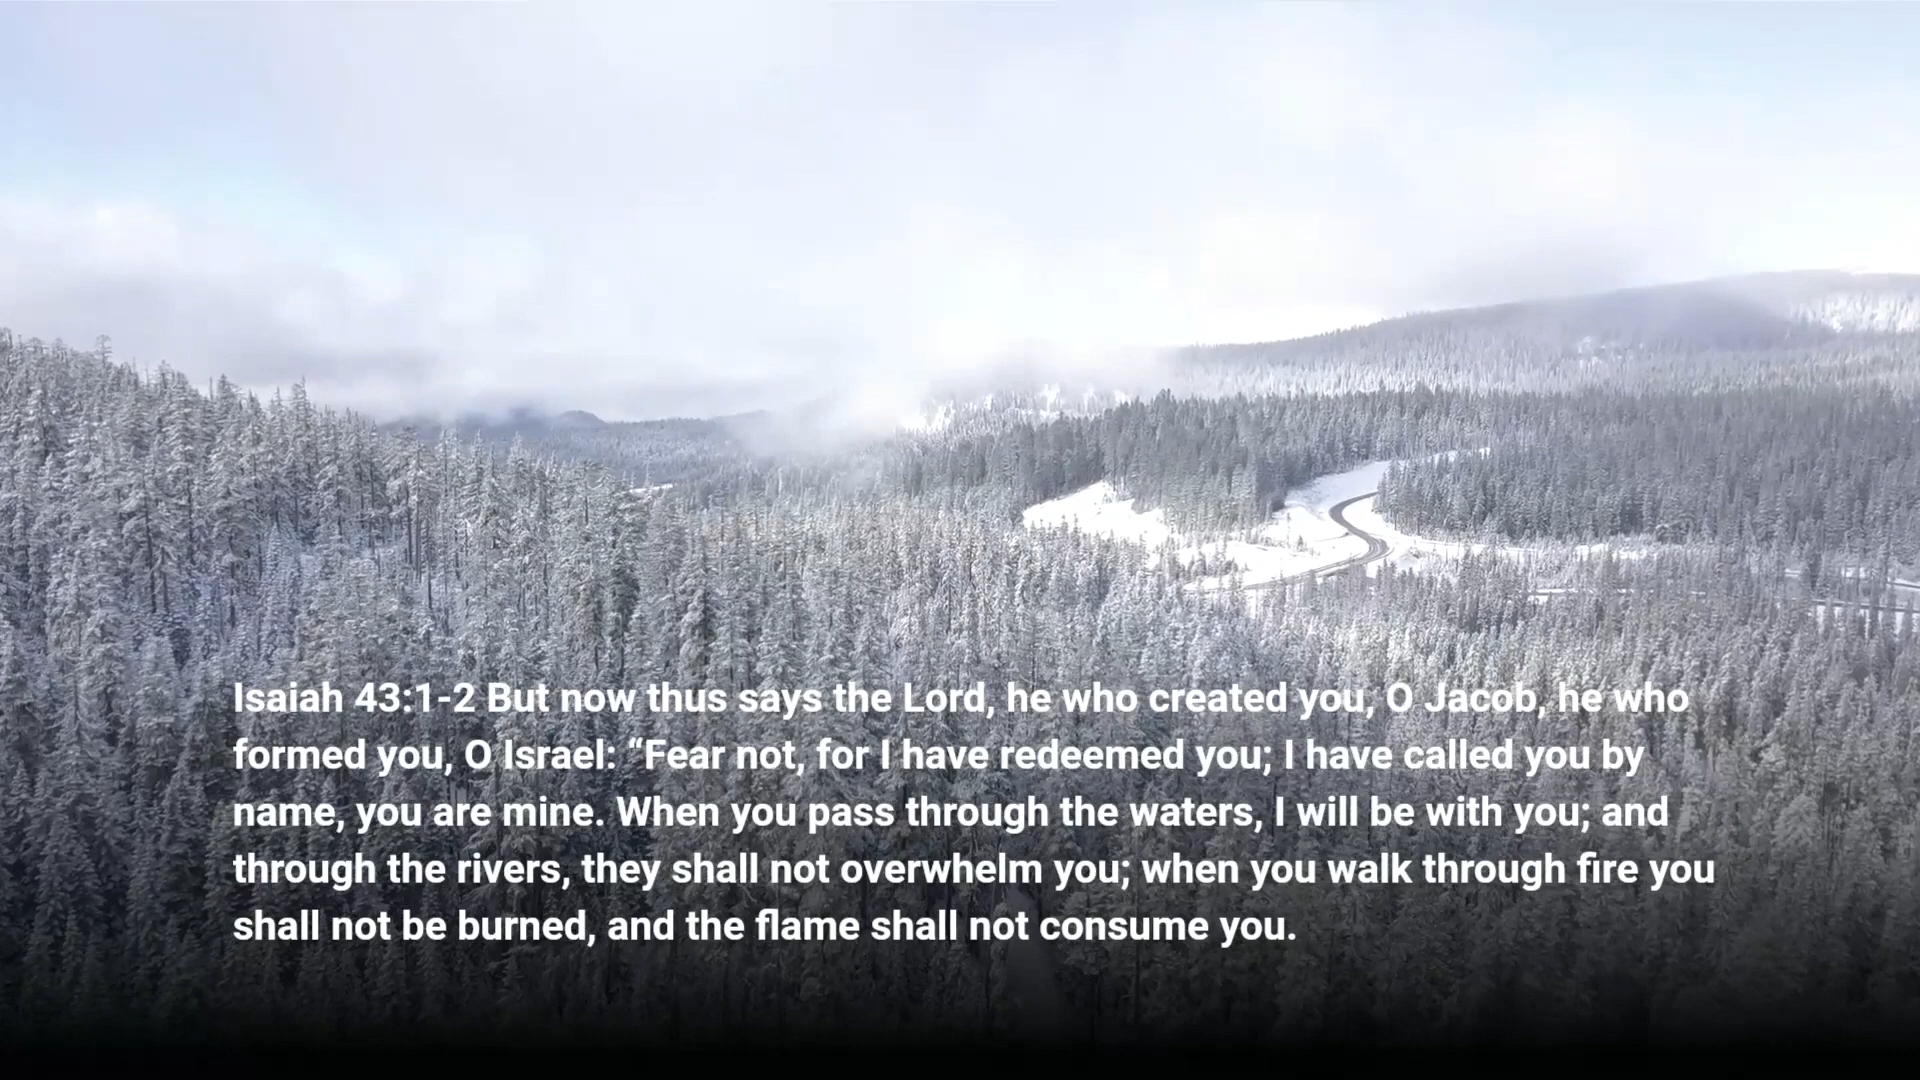 Isaiah 43:1-2 But now thus says the Lord, he who created you, O Jacob, he who
formed you, O Israel: “Fear not, for I have redeemed you; I have called you by
name, you are mine. When you pass through the waters, I will be with you; and
through the rivers, they shall not overwhelm you; when you walk through fire you
shall not be burned, and the flame shall not consume you.